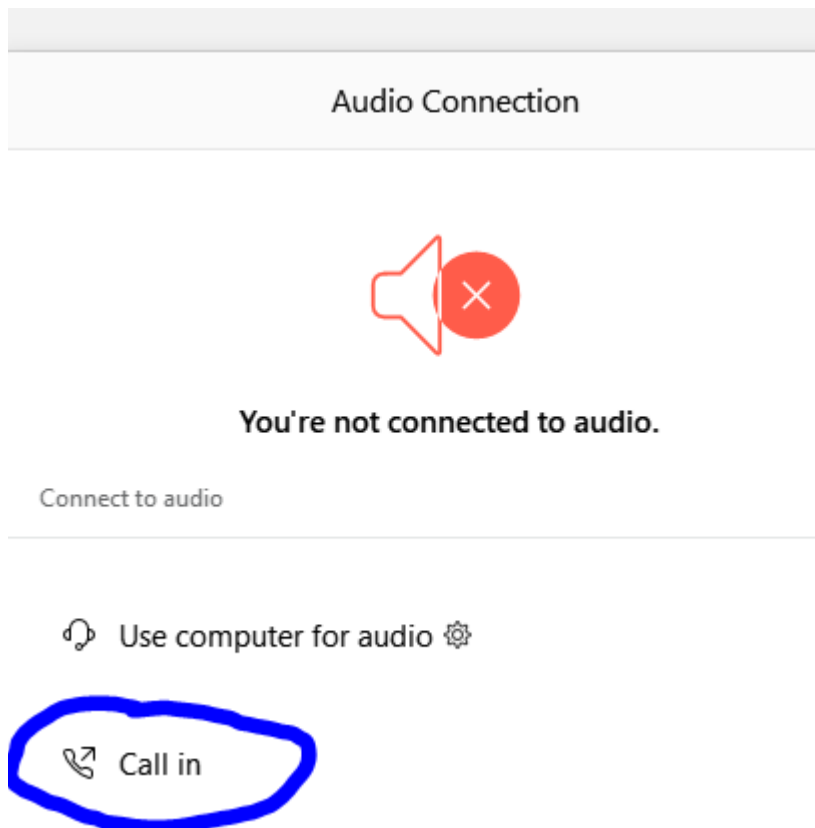 Audio Connection
You're not connected to audio.
Connect to audio
Use computer for audio
Call in